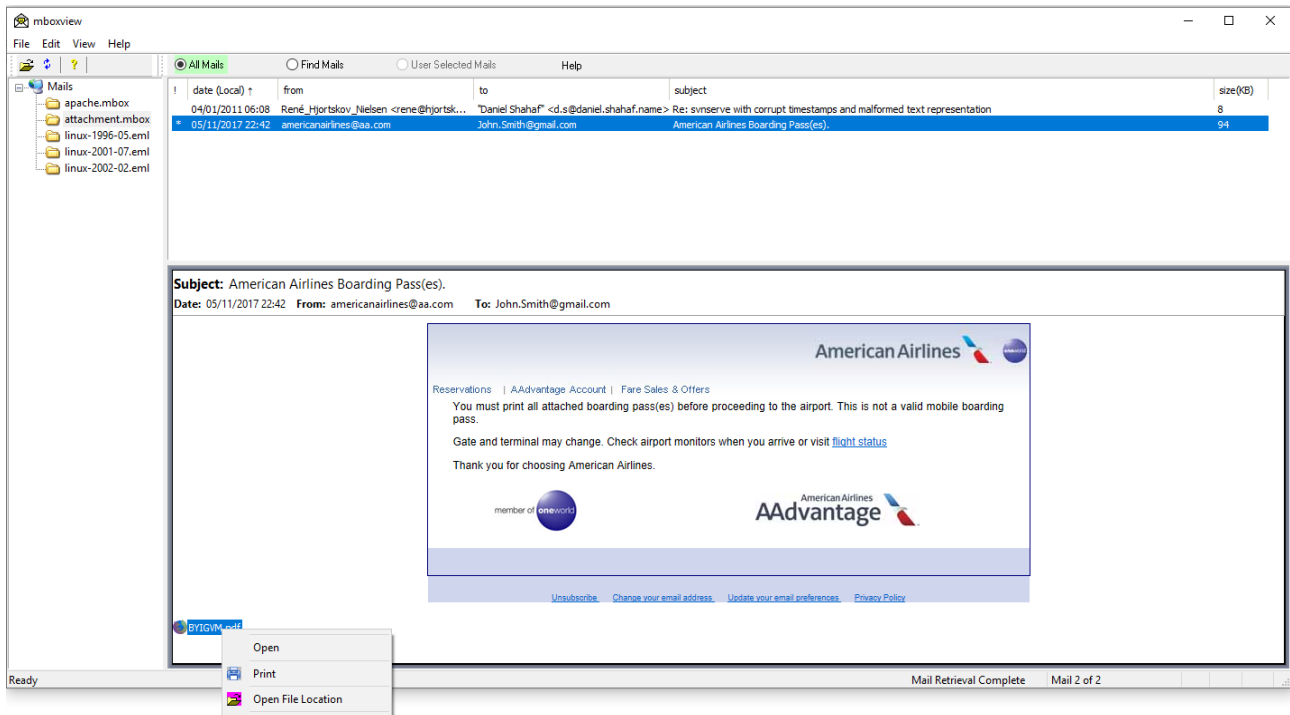 mboxview
File Edit View Help
All Mails Find Mails User Selected Mails Help
Mails
apache.mbox
attachment.mbox
linux-1996-05.eml
linux-2001-07.eml
linux-2002-02.eml
! date (Local) ↑ from to subject size(KB)
04/01/2011 06:08 René_Hjortskov_Nielsen <rene@hjortsk... "Daniel Shahaf" <d.s@daniel.shahaf.name> Re: svnserve with corrupt timestamps and malformed text representation 8
* 05/11/2017 22:42 americanairlines@aa.com John.Smith@gmail.com American Airlines Boarding Pass(es). 94
Subject: American Airlines Boarding Pass(es).
Date: 05/11/2017 22:42 From: americanairlines@aa.com To: John.Smith@gmail.com
American Airlines oneworld
Reservations | AAdvantage Account | Fare Sales & Offers
You must print all attached boarding pass(es) before proceeding to the airport. This is not a valid mobile boarding
pass.
Gate and terminal may change. Check airport monitors when you arrive or visit flight status
Thank you for choosing American Airlines.
member of oneworld
American Airlines
AAdvantage
Unsubscribe Change your email address Update your email preferences Privacy Policy
BYIGVM.pdf
Open
Print
Open File Location
Ready Mail Retrieval Complete Mail 2 of 2